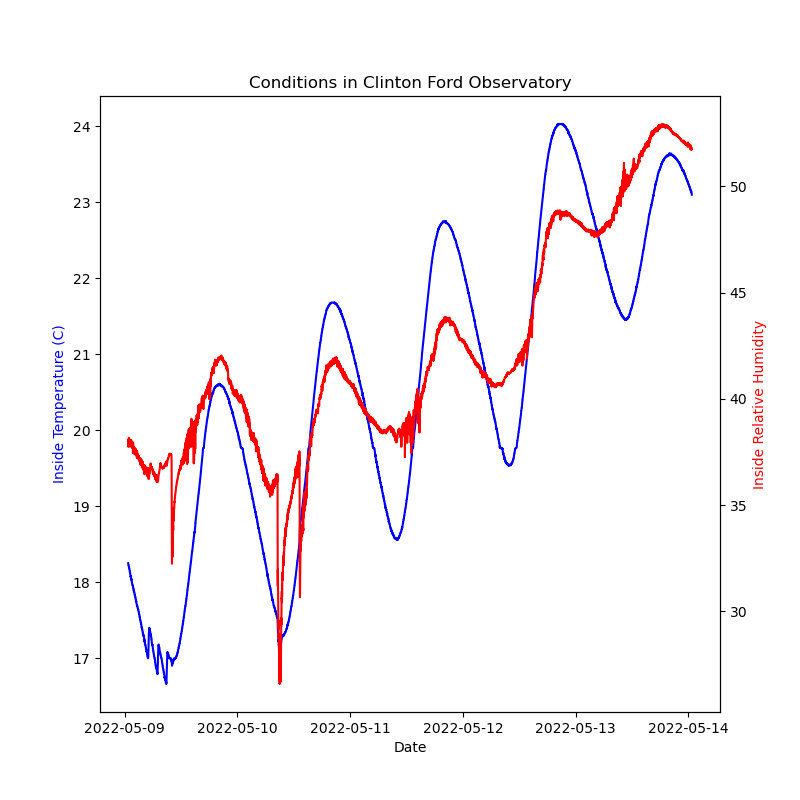 Conditions in Clinton Ford Observatory
Inside Temperature (C)
24
23
22
21
20
19
18
17
50
45
40
35
30
Inside Relative Humidity
2022-05-09 2022-05-10 2022-05-11 2022-05-12 2022-05-13 2022-05-14
Date